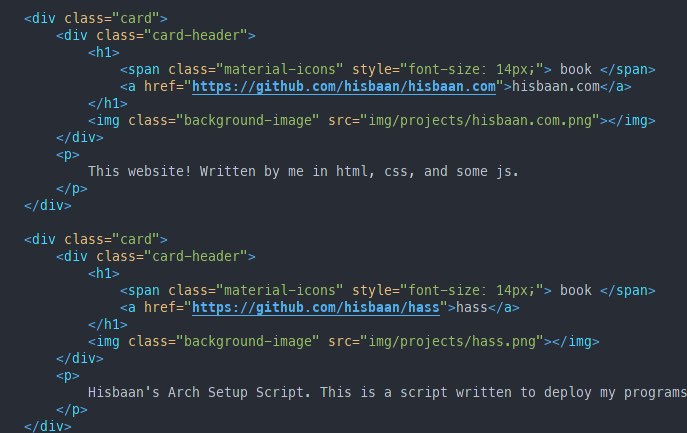 <div class="card">
    <div class="card-header">
        <h1>
            <span class="material-icons" style="font-size: 14px;"> book </span>
            <a href="https://github.com/hisbaan/hisbaan.com">hisbaan.com</a>
        </h1>
        <img class="background-image" src="img/projects/hisbaan.com.png"></img>
    </div>
    <p>
        This website! Written by me in html, css, and some js.
    </p>
</div>

<div class="card">
    <div class="card-header">
        <h1>
            <span class="material-icons" style="font-size: 14px;"> book </span>
            <a href="https://github.com/hisbaan/hass">hass</a>
        </h1>
        <img class="background-image" src="img/projects/hass.png"></img>
    </div>
    <p>
        Hisbaan's Arch Setup Script. This is a script written to deploy my programs
    </p>
</div>